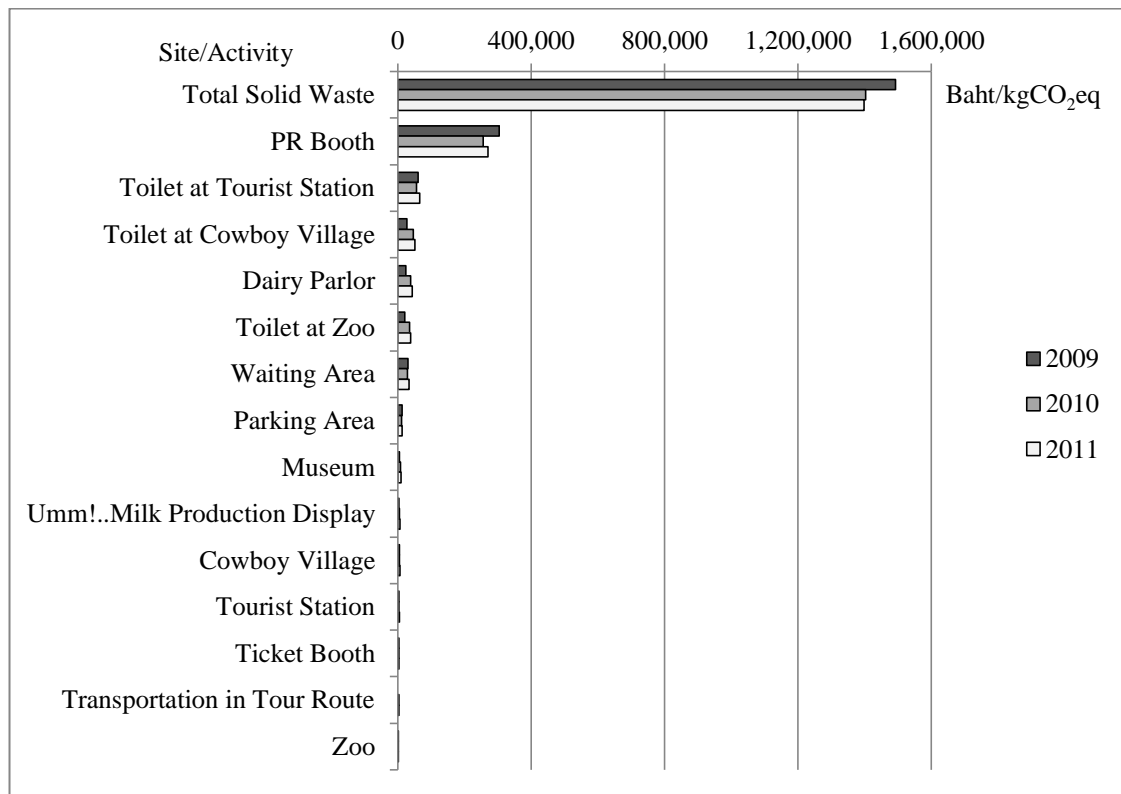 Site/Activity
0 400,000 800,000 1,200,000 1,600,000
Total Solid Waste
Baht/kgCO₂eq
PR Booth
Toilet at Tourist Station
Toilet at Cowboy Village
Dairy Parlor
Toilet at Zoo
Waiting Area
Parking Area
Museum
Umm!..Milk Production Display
Cowboy Village
Tourist Station
Ticket Booth
Transportation in Tour Route
Zoo
2009
2010
2011